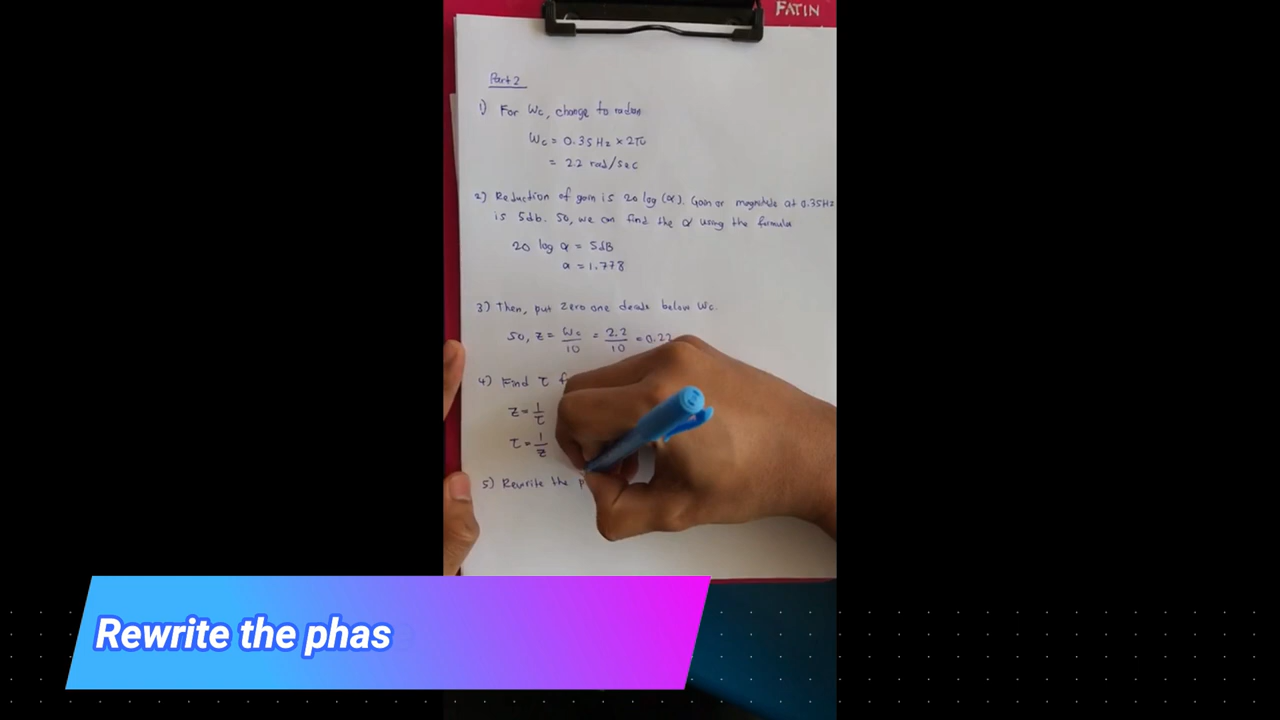 FATIN
Part 2
1) For Wc, change to radian
Wc = 0.35Hz × 2π
= 2.2 rad/sec
2) Reduction of gain is 20 log (α). Gain or magnitude at 0.35Hz
is 5db. So, we can find the α using the formula
20 log α = 5dB
α = 1.778
3) Then, put zero one decade below Wc.
So, z = Wc/10 = 2.2/10 = 0.22
4) Find τ f
z = 1/τ
τ = 1/z
5) Rewrite the p
Rewrite the phas